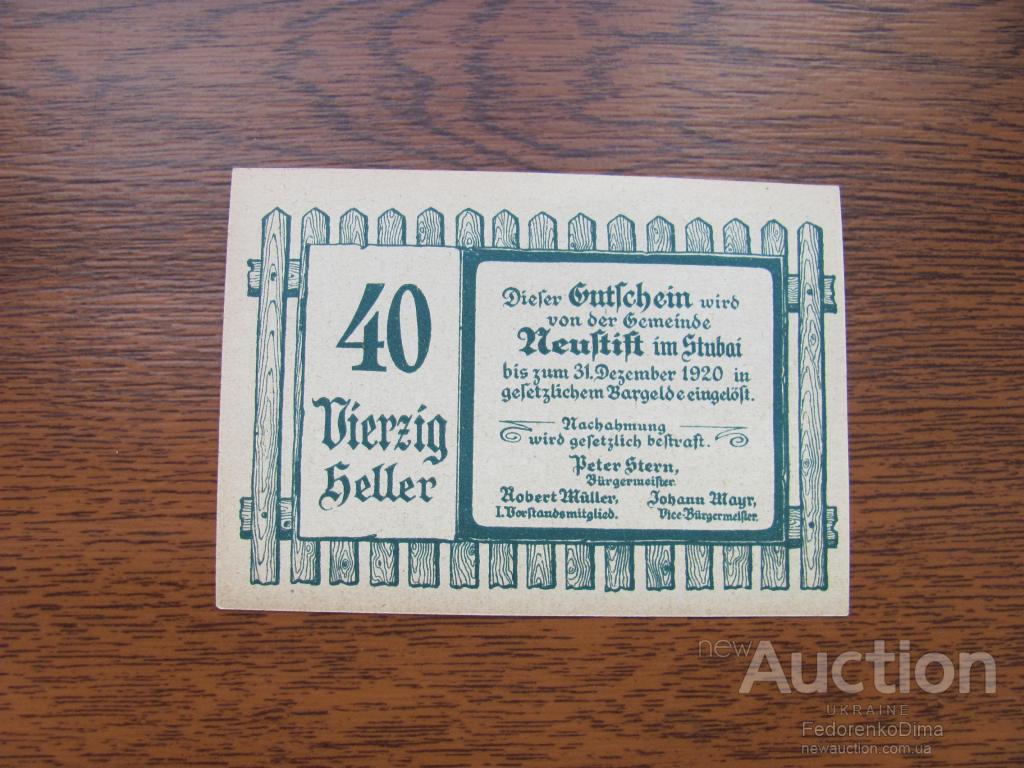 40
Vierzig
Heller
Dieser Gutschein wird
von der Gemeinde
Neustift im Stubai
bis zum 31. Dezember 1920 in
gesetzlichem Bargelde eingelöst.
Nachahmung
wird gesetzlich bestraft.
Peter Stern,
Bürgermeister
Robert Müller,
I. Vorstandsmitglied.
Johann Mayr,
Vice-Bürgermeister.
new Auction
UKRAINE
FedorenkoDima
newauction.com.ua